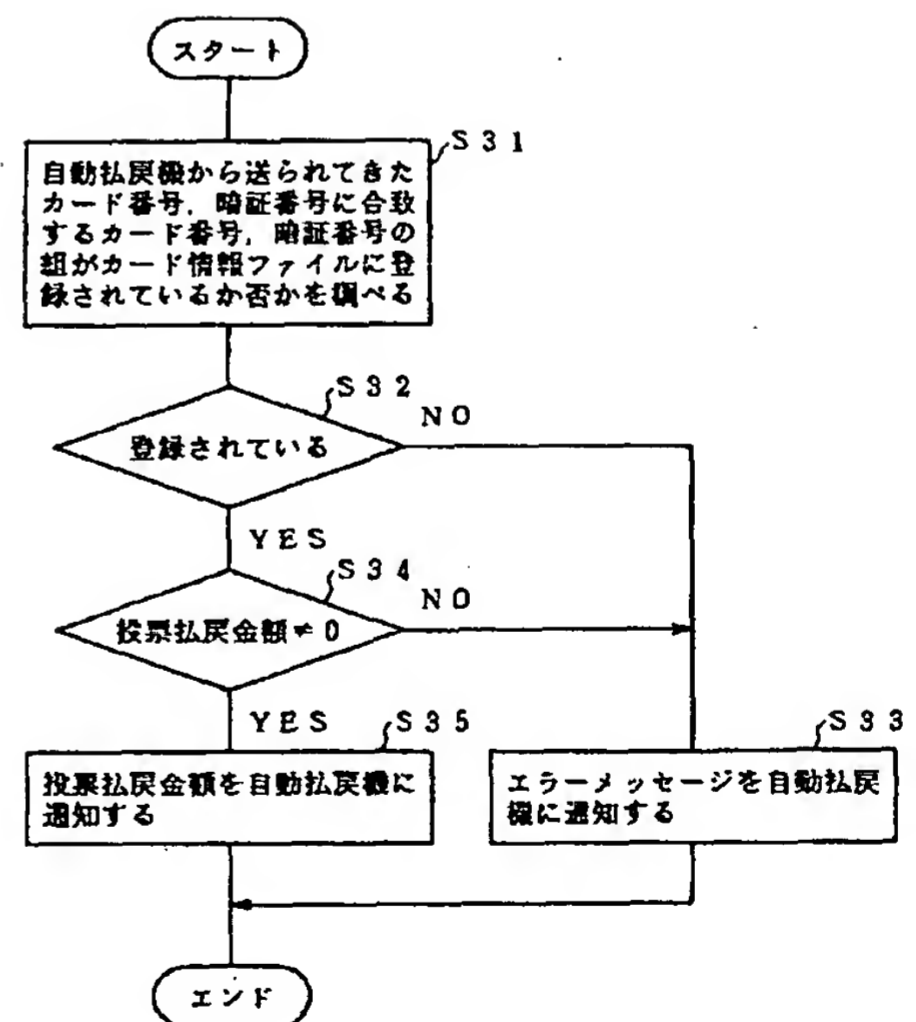 スタート
S31
自動払戻機から送られてきた
カード番号,暗証番号に合致
するカード番号,暗証番号の
組がカード情報ファイルに登
録されているか否かを調べる
S32
NO
登録されている
YES
S34
NO
投票払戻金額≠0
YES
S35
S33
投票払戻金額を自動払戻機に
通知する
エラーメッセージを自動払戻
機に通知する
エンド